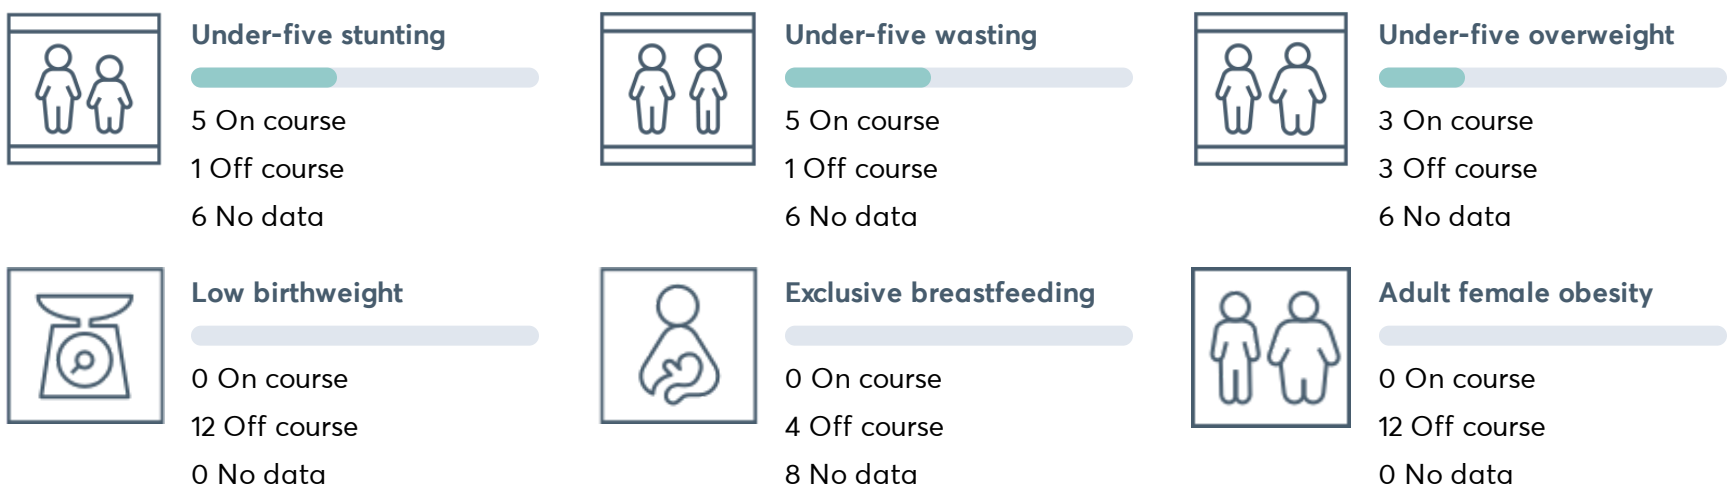 Under-five stunting
5 On course
1 Off course
6 No data
Under-five wasting
5 On course
1 Off course
6 No data
Under-five overweight
3 On course
3 Off course
6 No data
Low birthweight
0 On course
12 Off course
0 No data
Exclusive breastfeeding
0 On course
4 Off course
8 No data
Adult female obesity
0 On course
12 Off course
0 No data